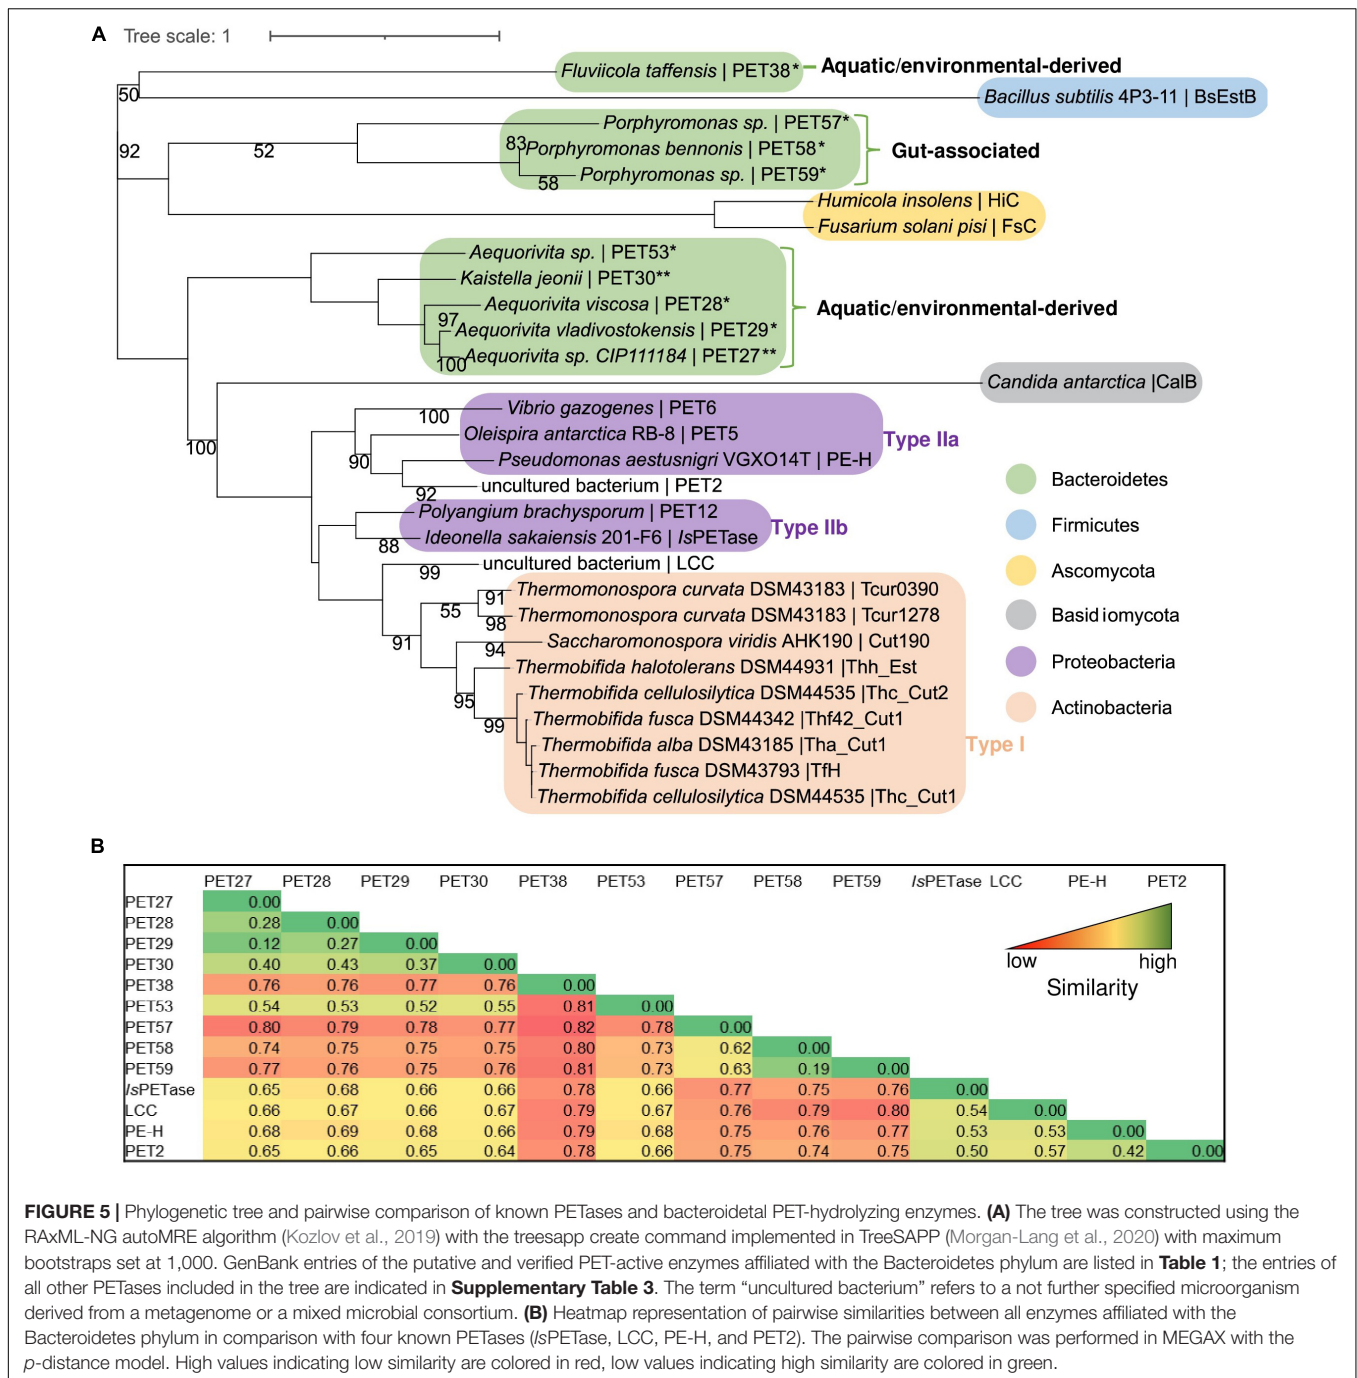 A Tree scale: 1
Fluviicola taffensis | PET38* Aquatic/environmental-derived
50
Bacillus subtilis 4P3-11 | BsEstB
Porphyromonas sp. | PET57*
92 52 83 Porphyromonas bennonis | PET58* Gut-associated
58 Porphyromonas sp. | PET59*
Humicola insolens | HiC
Fusarium solani pisi | FsC
Aequorivita sp. | PET53*
Kaistella jeonii | PET30**
Aequorivita viscosa | PET28* Aquatic/environmental-derived
97
Aequorivita vladivostokensis | PET29*
100 Aequorivita sp. CIP111184 | PET27**
Candida antarctica |CalB
100 Vibrio gazogenes | PET6
Oleispira antarctica RB-8 | PET5 Type IIa
100
90 Pseudomonas aestusnigri VGXO14T | PE-H
92 uncultured bacterium | PET2
Polyangium brachysporum | PET12
Type IIb
88 Ideonella sakaiensis 201-F6 | IsPETase
99 uncultured bacterium | LCC
91 Thermomonospora curvata DSM43183 | Tcur0390
55
98 Thermomonospora curvata DSM43183 | Tcur1278
91
94 Saccharomonospora viridis AHK190 | Cut190
Thermobifida halotolerans DSM44931 |Thh_Est
95 Thermobifida cellulosilytica DSM44535 |Thc_Cut2
99 Thermobifida fusca DSM44342 |Thf42_Cut1
Thermobifida alba DSM43185 |Tha_Cut1 Type I
Thermobifida fusca DSM43793 |TfH
Thermobifida cellulosilytica DSM44535 |Thc_Cut1
Bacteroidetes
Firmicutes
Ascomycota
Basidiomycota
Proteobacteria
Actinobacteria
B
PET27 PET28 PET29 PET30 PET38 PET53 PET57 PET58 PET59 IsPETase LCC PE-H PET2
PET27 0.00
PET28 0.28 0.00
PET29 0.12 0.27 0.00
PET30 0.40 0.43 0.37 0.00
PET38 0.76 0.76 0.77 0.76 0.00
PET53 0.54 0.53 0.52 0.55 0.81 0.00
PET57 0.80 0.79 0.78 0.77 0.82 0.78 0.00
PET58 0.74 0.75 0.75 0.75 0.80 0.73 0.62 0.00
PET59 0.77 0.76 0.75 0.76 0.81 0.73 0.63 0.19 0.00
IsPETase 0.65 0.68 0.66 0.66 0.78 0.66 0.77 0.75 0.76 0.00
LCC 0.66 0.67 0.66 0.67 0.79 0.67 0.76 0.79 0.80 0.54 0.00
PE-H 0.68 0.69 0.68 0.66 0.79 0.68 0.75 0.76 0.77 0.53 0.53 0.00
PET2 0.65 0.66 0.65 0.64 0.78 0.66 0.75 0.74 0.75 0.50 0.57 0.42 0.00
low high
Similarity
FIGURE 5 | Phylogenetic tree and pairwise comparison of known PETases and bacteroidetal PET-hydrolyzing enzymes. (A) The tree was constructed using the
RAxML-NG autoMRE algorithm (Kozlov et al., 2019) with the treesapp create command implemented in TreeSAPP (Morgan-Lang et al., 2020) with maximum
bootstraps set at 1,000. GenBank entries of the putative and verified PET-active enzymes affiliated with the Bacteroidetes phylum are listed in Table 1; the entries of
all other PETases included in the tree are indicated in Supplementary Table 3. The term “uncultured bacterium” refers to a not further specified microorganism
derived from a metagenome or a mixed microbial consortium. (B) Heatmap representation of pairwise similarities between all enzymes affiliated with the
Bacteroidetes phylum in comparison with four known PETases (IsPETase, LCC, PE-H, and PET2). The pairwise comparison was performed in MEGAX with the
p-distance model. High values indicating low similarity are colored in red, low values indicating high similarity are colored in green.